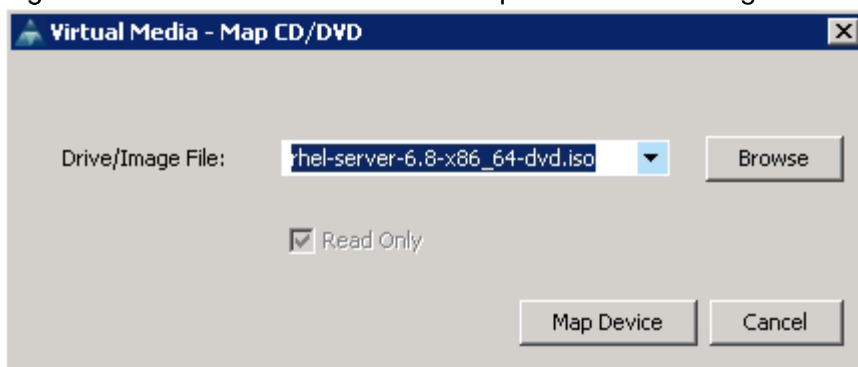 Virtual Media - Map CD/DVD
Drive/Image File:
rhel-server-6.8-x86_64-dvd.iso
Browse
Read Only
Map Device
Cancel